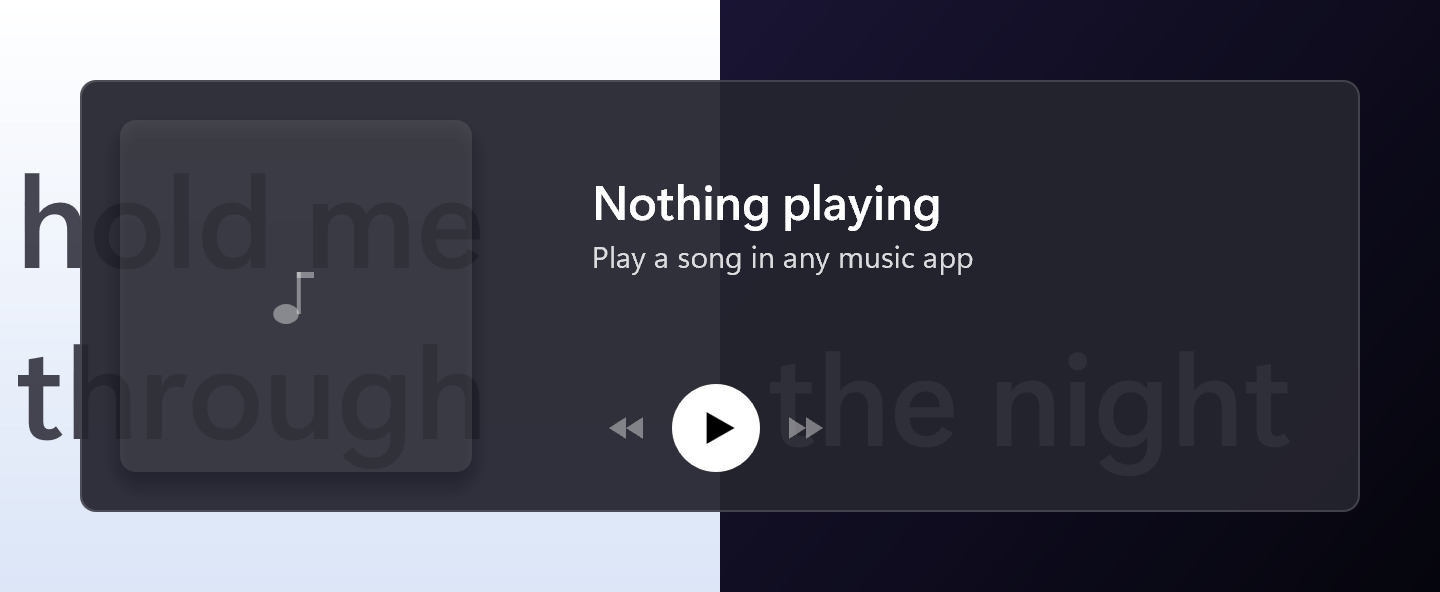 hold me
through
the night
Nothing playing
Play a song in any music app